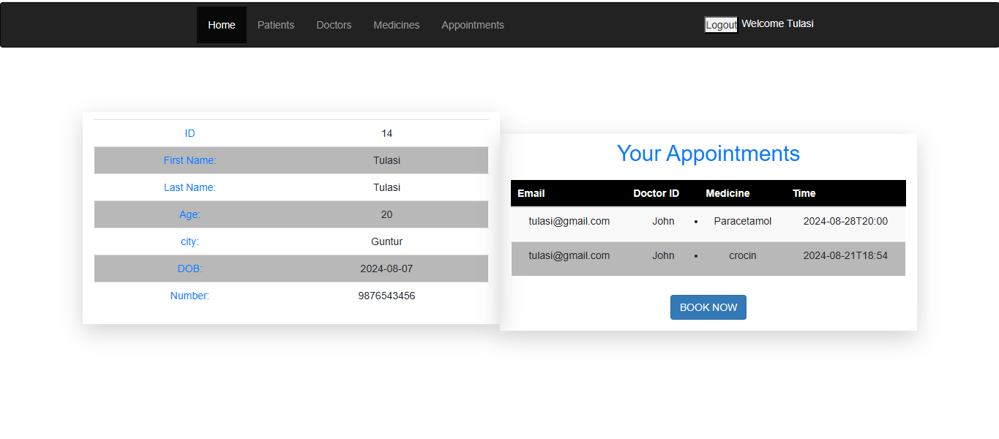 Home Patients Doctors Medicines Appointments Logout Welcome Tulasi
ID 14
First Name: Tulasi
Last Name: Tulasi
Age: 20
city: Guntur
DOB: 2024-08-07
Number: 9876543456
Your Appointments
Email Doctor ID Medicine Time
tulasi@gmail.com John • Paracetamol 2024-08-28T20:00
tulasi@gmail.com John • crocin 2024-08-21T18:54
BOOK NOW